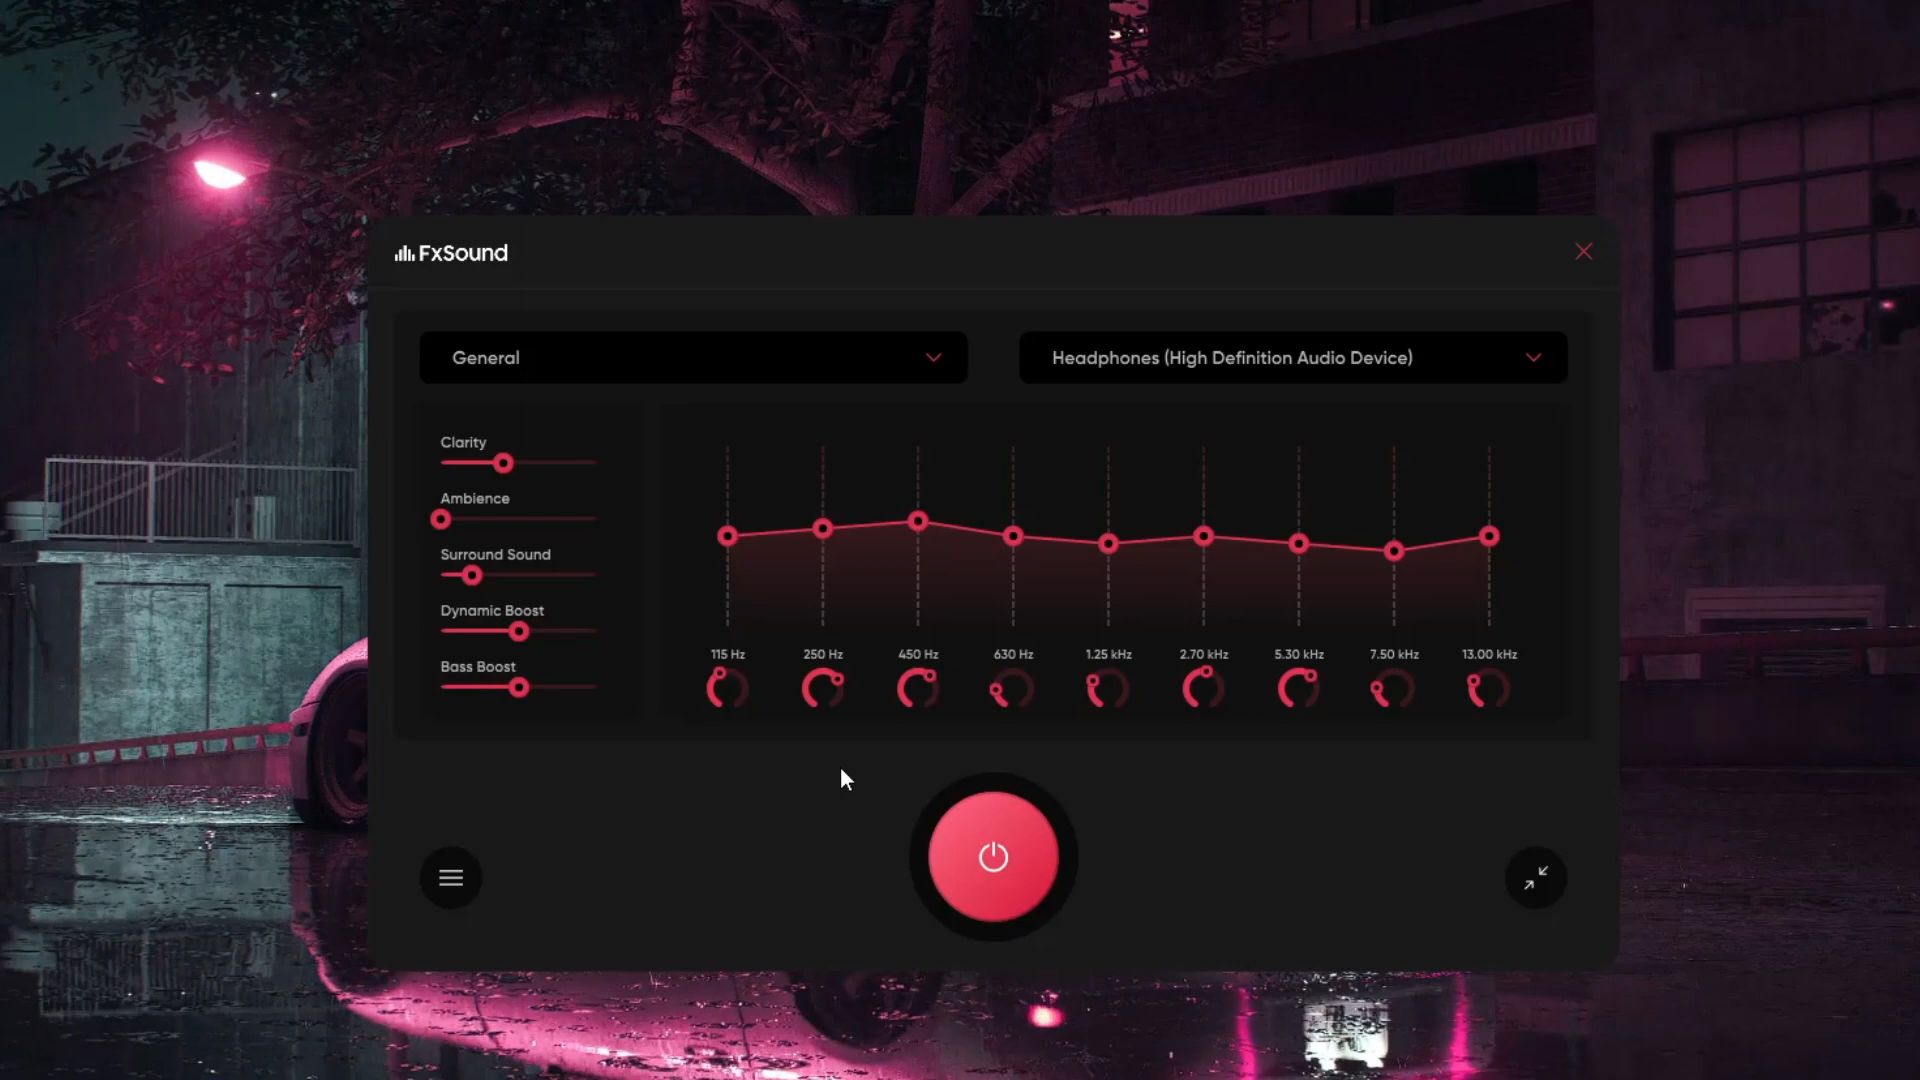 FxSound
General
Headphones (High Definition Audio Device)
Clarity
Ambience
Surround Sound
Dynamic Boost
Bass Boost
115 Hz
250 Hz
450 Hz
630 Hz
1.25 kHz
2.70 kHz
5.30 kHz
7.50 kHz
13.00 kHz